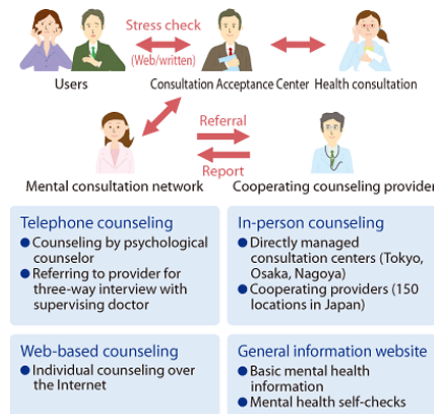 Stress check
(Web/written)
Users
Consultation Acceptance Center
Health consultation
Referral
Report
Mental consultation network
Cooperating counseling provider
Telephone counseling
● Counseling by psychological
counselor
● Referring to provider for
three-way interview with
supervising doctor
In-person counseling
● Directly managed
consultation centers (Tokyo,
Osaka, Nagoya)
● Cooperating providers (150
locations in Japan)
Web-based counseling
● Individual counseling over
the Internet
General information website
● Basic mental health
information
● Mental health self-checks